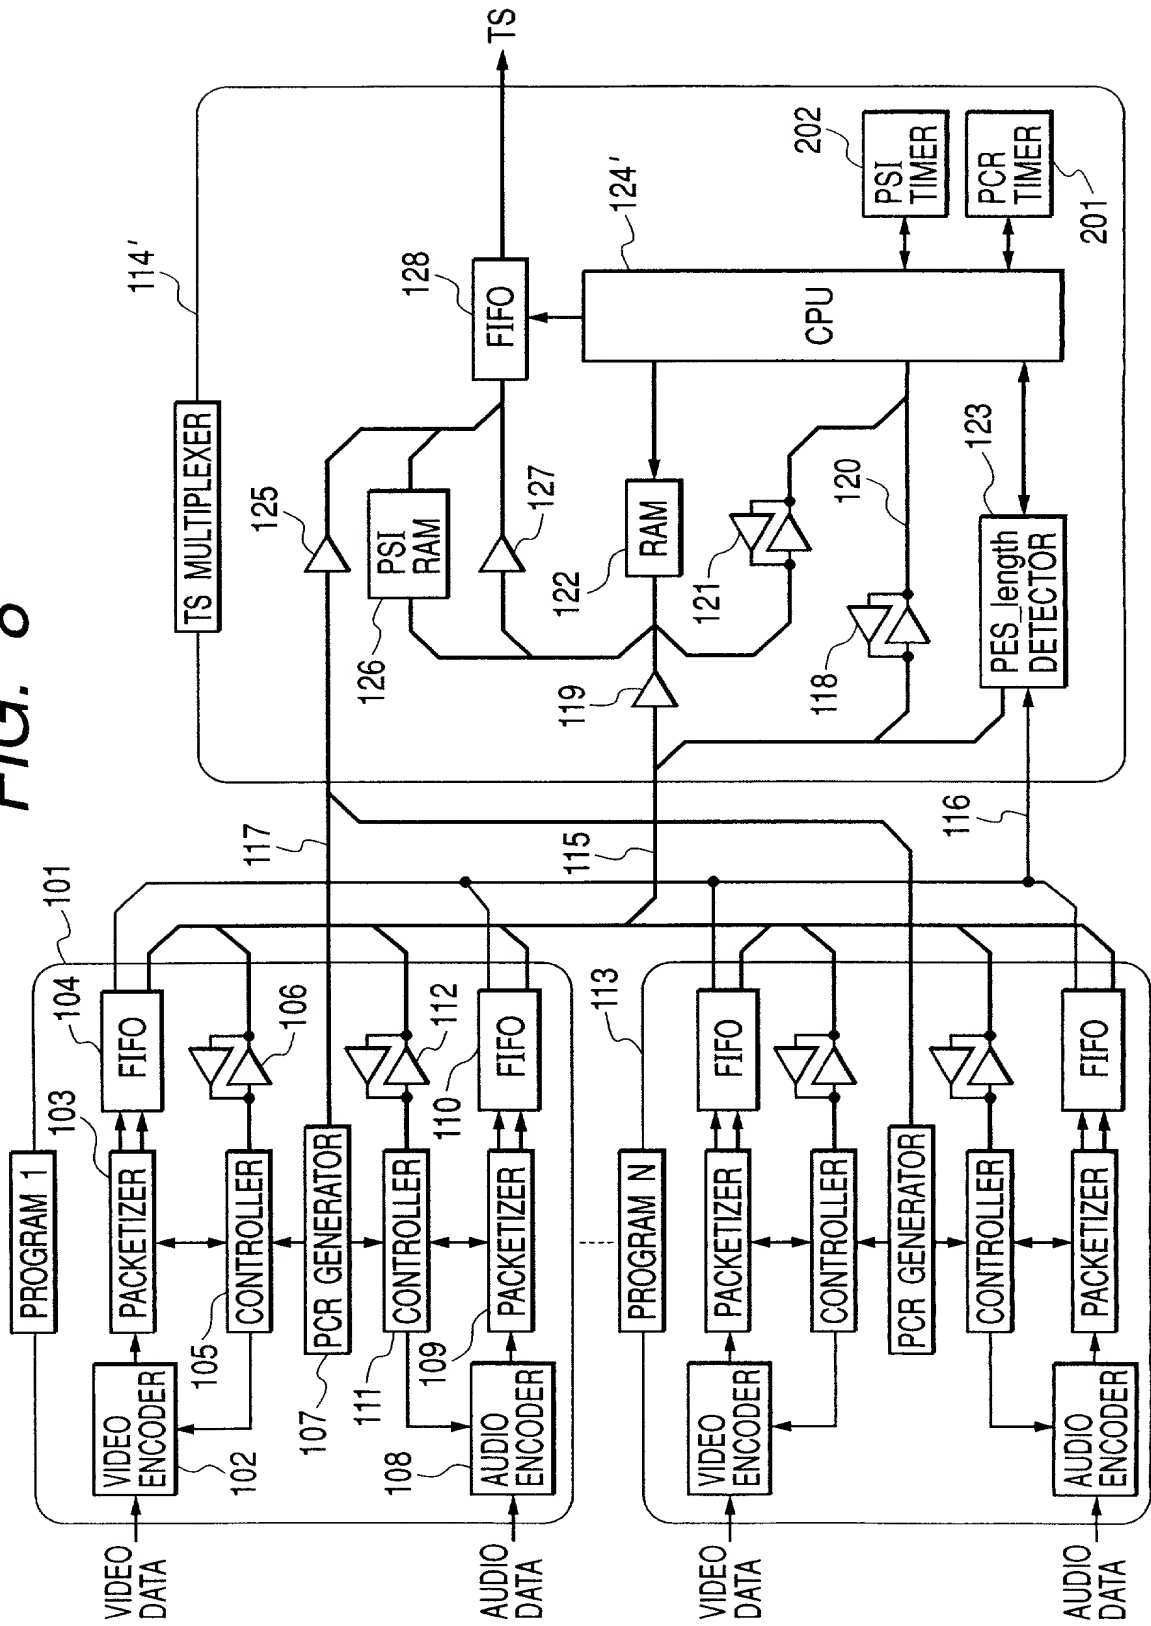 FIG. 8
PROGRAM 1
101
VIDEO
DATA
VIDEO
ENCODER
102
PACKETIZER
103
FIFO
104
CONTROLLER
105
106
PCR GENERATOR
107
117
CONTROLLER
111
112
AUDIO
DATA
AUDIO
ENCODER
108
PACKETIZER
109
FIFO
110
PROGRAM N
113
VIDEO
DATA
VIDEO
ENCODER
PACKETIZER
FIFO
CONTROLLER
PCR GENERATOR
CONTROLLER
AUDIO
DATA
AUDIO
ENCODER
PACKETIZER
FIFO
115
116
TS MULTIPLEXER
114'
125
PSI
RAM
126
127
FIFO
128
TS
119
RAM
122
121
118
120
PES_length
DETECTOR
123
CPU
124'
PSI
TIMER
202
PCR
TIMER
201